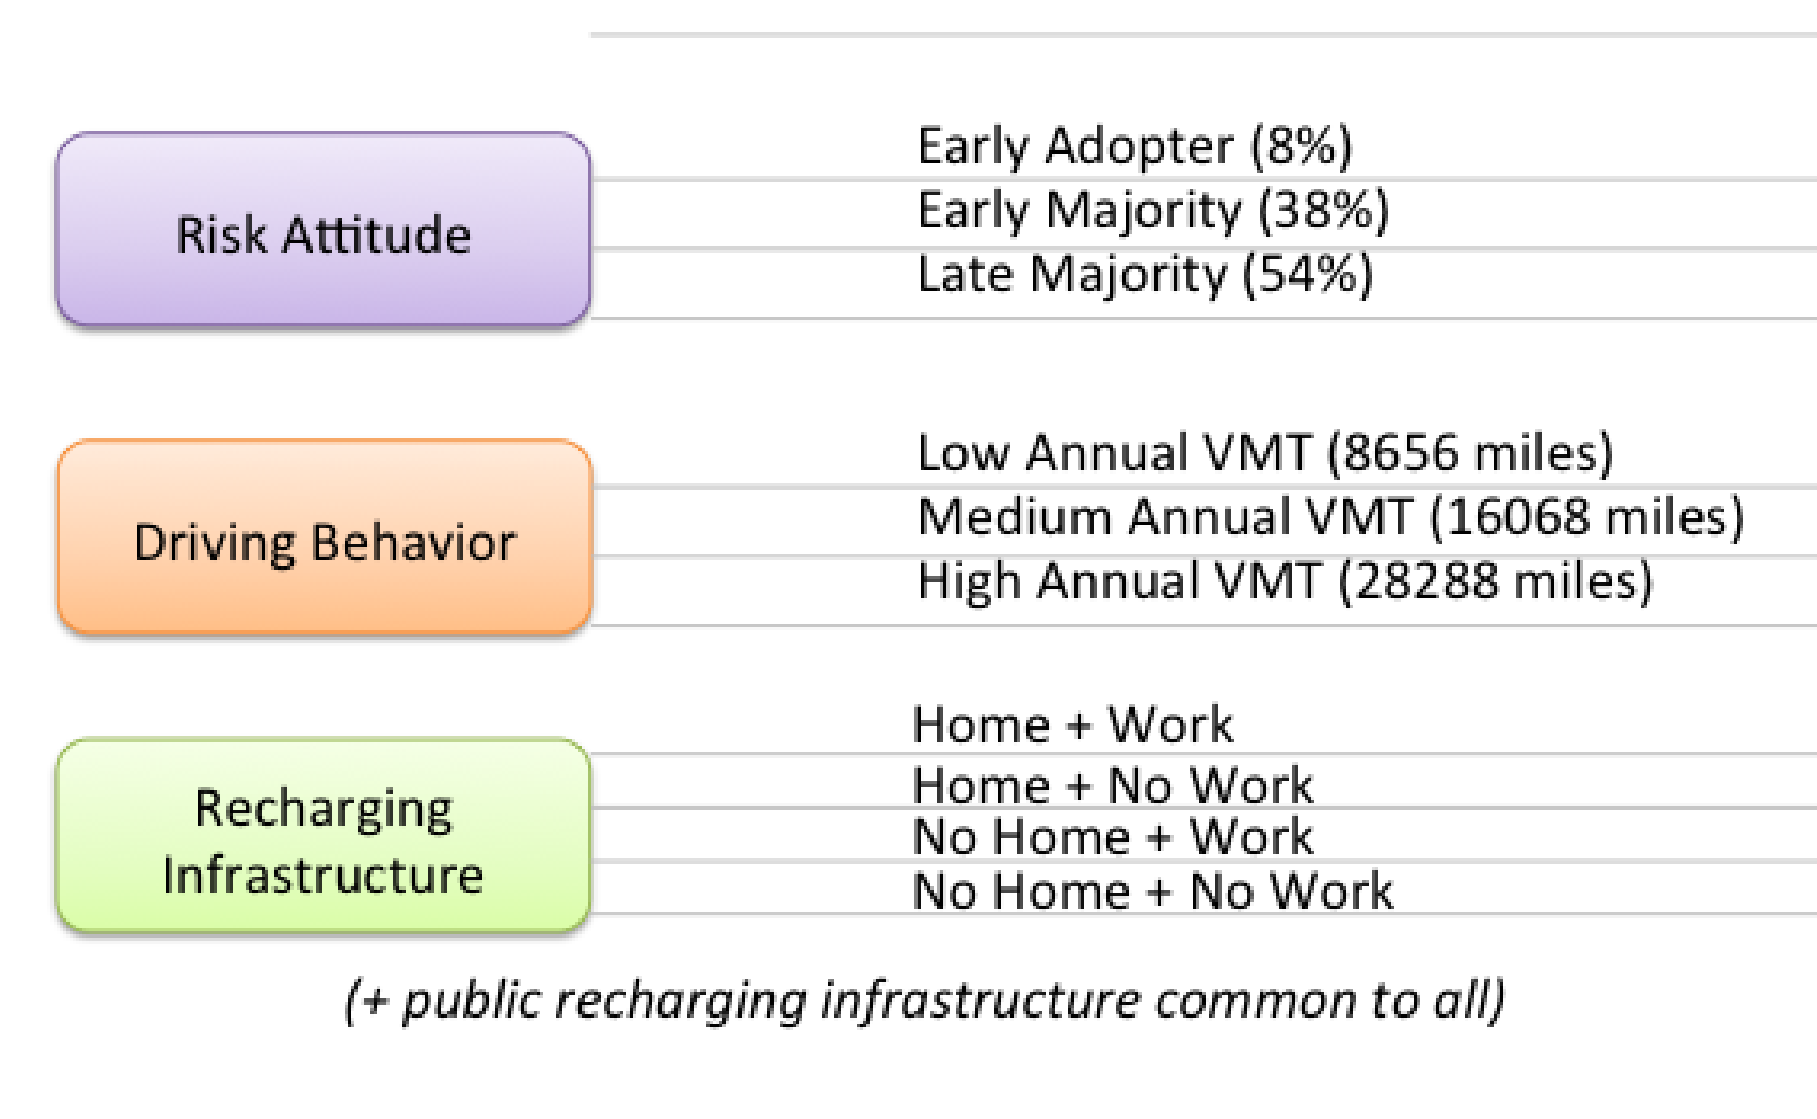 Risk Attitude
Early Adopter (8%)
Early Majority (38%)
Late Majority (54%)
Driving Behavior
Low Annual VMT (8656 miles)
Medium Annual VMT (16068 miles)
High Annual VMT (28288 miles)
Recharging
Infrastructure
Home + Work
Home + No Work
No Home + Work
No Home + No Work
(+ public recharging infrastructure common to all)